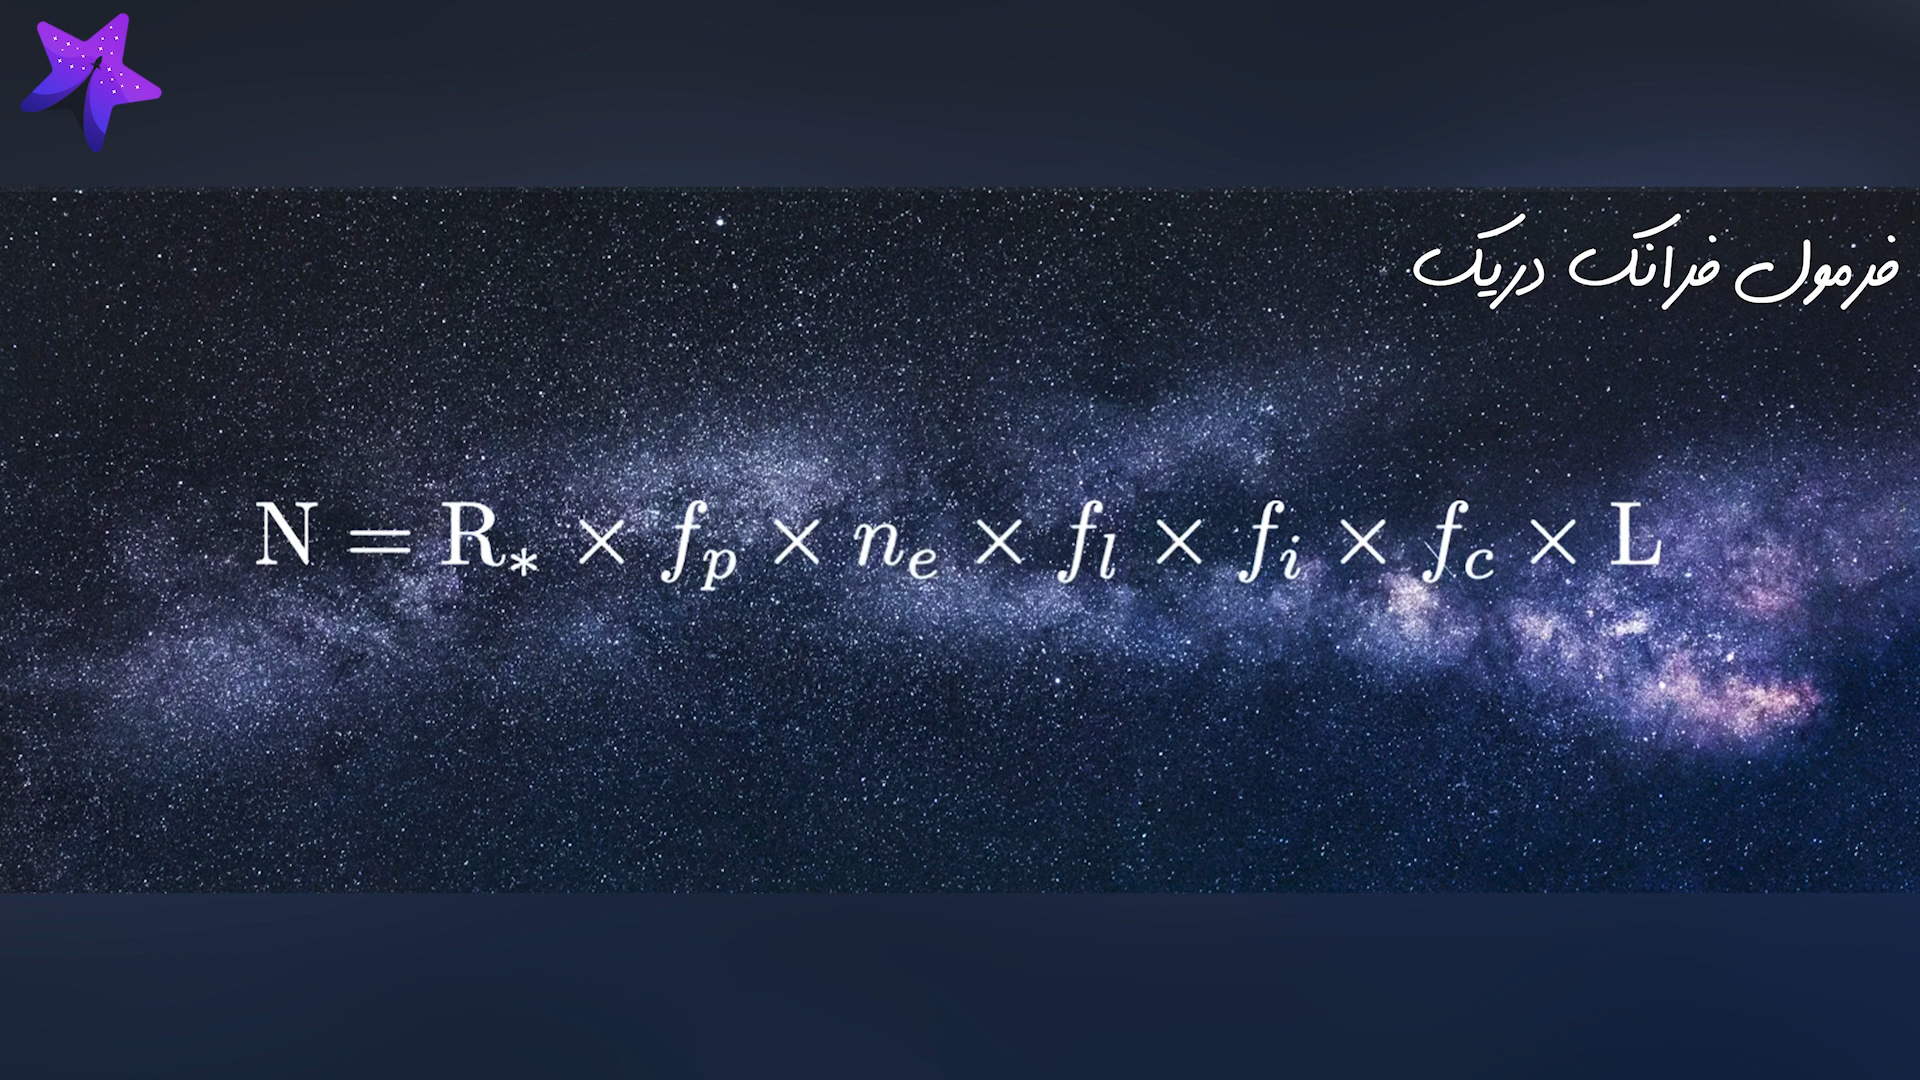 فرمول فرانک دریک
N = R* × fp × ne × fl × fi × fc × L